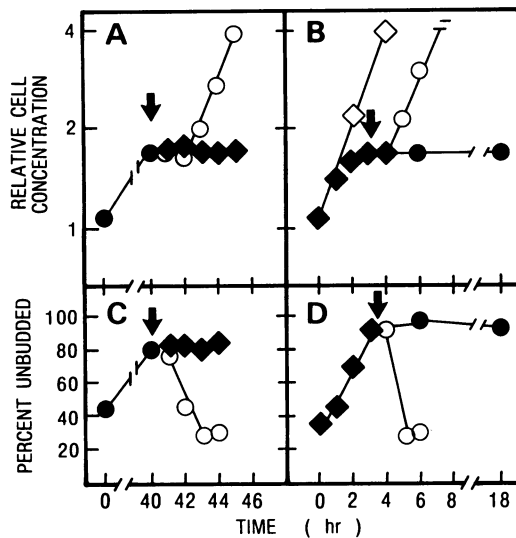 A
B
4
2
1
RELATIVE CELL
CONCENTRATION
C
D
100
80
60
40
20
PERCENT UNBUDDED
0 40 42 44 46 0 2 4 6 8 18
TIME ( hr )